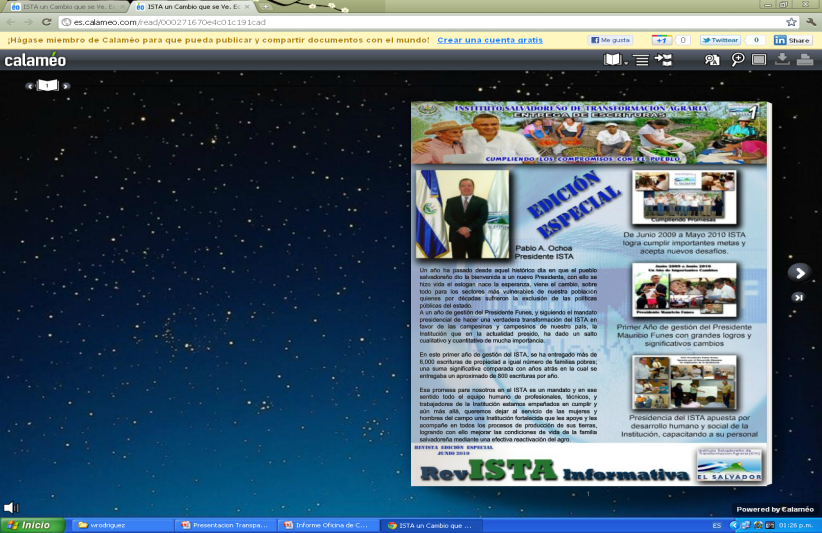 ISTA un Cambio que se Ve. Ec
ISTA un Cambio que se Ve. Ec
es.calameo.com/read/000271670e4c01c191cad
¡Hágase miembro de Calaméo para que pueda publicar y compartir documentos con el mundo! Crear una cuenta gratis
Me gusta
+1
0
Twittear
0
in Share
calaméo
1
INSTITUTO SALVADOREÑO DE TRANSFORMACION AGRARIA
ENTREGA DE ESCRITURAS
1
CUMPLIENDO LOS COMPROMISOS CON EL PUEBLO
EDICIÓN
ESPECIAL
Pablo A. Ochoa
Presidente ISTA
Cumpliendo Promesas
De Junio 2009 a Mayo 2010 ISTA
logra cumplir importantes metas y
acepta nuevos desafíos.
Un año ha pasado desde aquel histórico día en que el pueblo
salvadoreño dio la bienvenida a un nuevo Presidente, con ello se
hizo vida el eslogan nace la esperanza, viene el cambio, sobre
todo para los sectores más vulnerables de nuestra población
quienes por décadas sufrieron la exclusión de las políticas
públicas del estado.
A un año de gestión del Presidente Funes, y siguiendo el mandato
presidencial de hacer una verdadera transformación del ISTA en
favor de las campesinas y campesinos de nuestro país, la
Institución que en la actualidad presido, ha dado un salto
cualitativo y cuantitativo de mucha importancia.
En este primer año de gestión del ISTA, se ha entregado más de
6,000 escrituras de propiedad a igual número de familias pobres;
una suma significativa comparada con años atrás en la cual se
entregaba un aproximado de 800 escrituras por año.
Esa promesa para nosotros en el ISTA es un mandato y en ese
sentido todo el equipo humano de profesionales, técnicos, y
trabajadores de la Institución estamos empeñados en cumplir y
aún más allá, queremos dejar al servicio de las mujeres y
hombres del campo una Institución fortalecida que les apoye y les
acompañe en todos los procesos de producción de sus tierras,
logrando con ello mejorar las condiciones de vida de la familia
salvadoreña mediante una efectiva reactivación del agro.
Junio 2009 a Junio 2010
Un Año de Importantes Cambios
Presidente Mauricio Funes
Primer Año de gestión del Presidente
Mauricio Funes con grandes logros y
significativos cambios
Presidencia del ISTA apuesta por
desarrollo humano y social de la
Institución, capacitando a su personal
REVISTA EDICIÓN ESPECIAL
JUNIO 2010
RevISTA Informativa
Instituto Salvadoreño de
Transformación Agraria (ISTA)
EL SALVADOR
1
Powered by Calaméo
Inicio
wrodriguez
Presentacion Transpa...
Informe Oficina de C...
ISTA un Cambio que ...
ES
01:26 p.m.